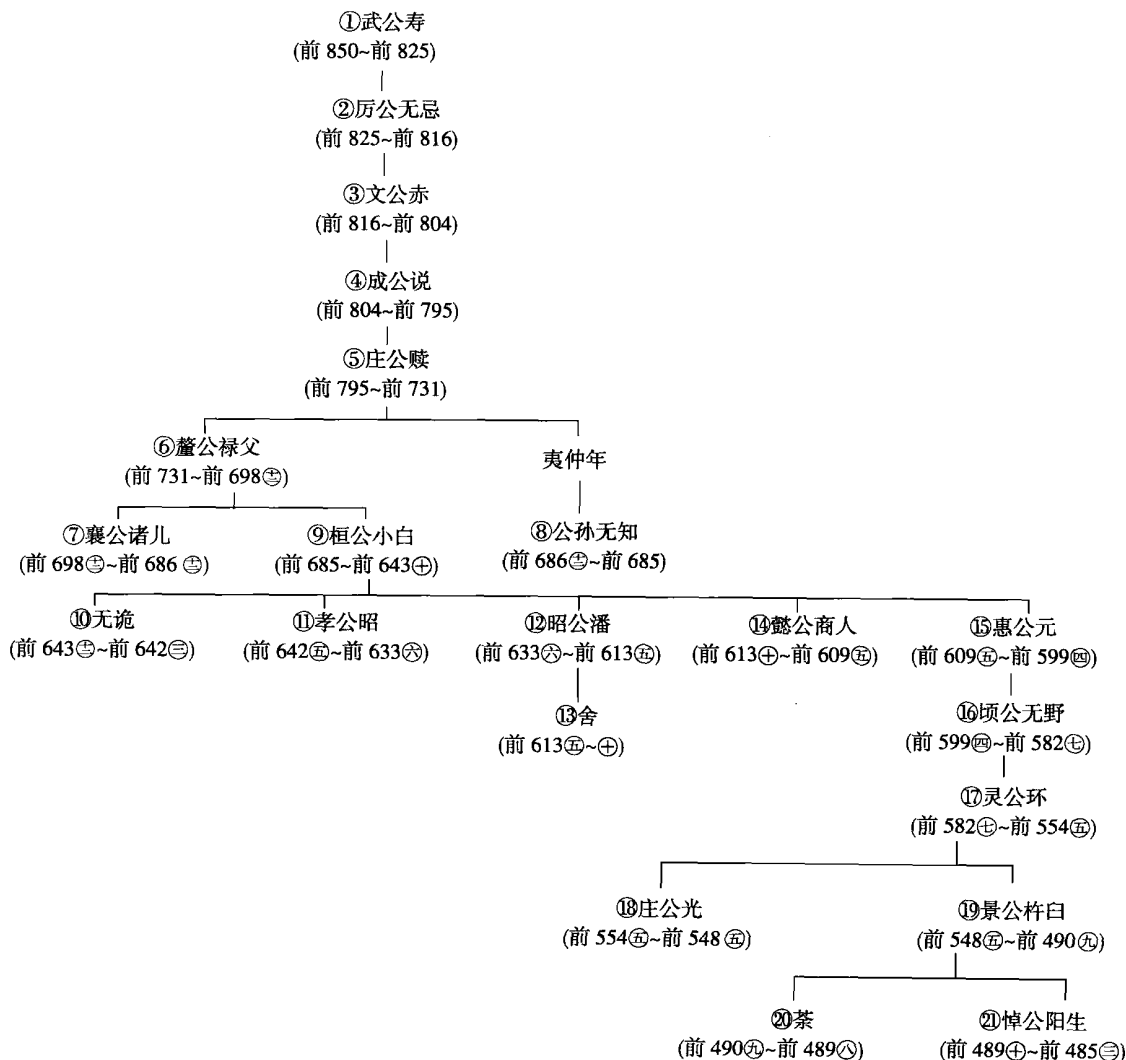 ①武公寿
(前 850~前 825)
②厉公无忌
(前 825~前 816)
③文公赤
(前 816~前 804)
④成公说
(前 804~前 795)
⑤庄公赎
(前 795~前 731)
⑥釐公禄父
(前 731~前 698十二)
夷仲年
⑦襄公诸儿
(前 698十二~前 686十二)
⑨桓公小白
(前 685~前 643㊉)
⑧公孙无知
(前 686十二~前 685)
⑩无诡
(前 643十二~前 642㊂)
⑪孝公昭
(前 642㊄~前 633㊅)
⑫昭公潘
(前 633㊅~前 613㊄)
⑭懿公商人
(前 613㊉~前 609㊄)
⑮惠公元
(前 609㊄~前 599㊃)
⑬舍
(前 613㊄~㊉)
⑯顷公无野
(前 599㊃~前 582㊆)
⑰灵公环
(前 582㊆~前 554㊄)
⑱庄公光
(前 554㊄~前 548㊄)
⑲景公杵臼
(前 548㊄~前 490㊈)
⑳荼
(前 490㊈~前 489㊇)
㉑悼公阳生
(前 489㊉~前 485㊂)